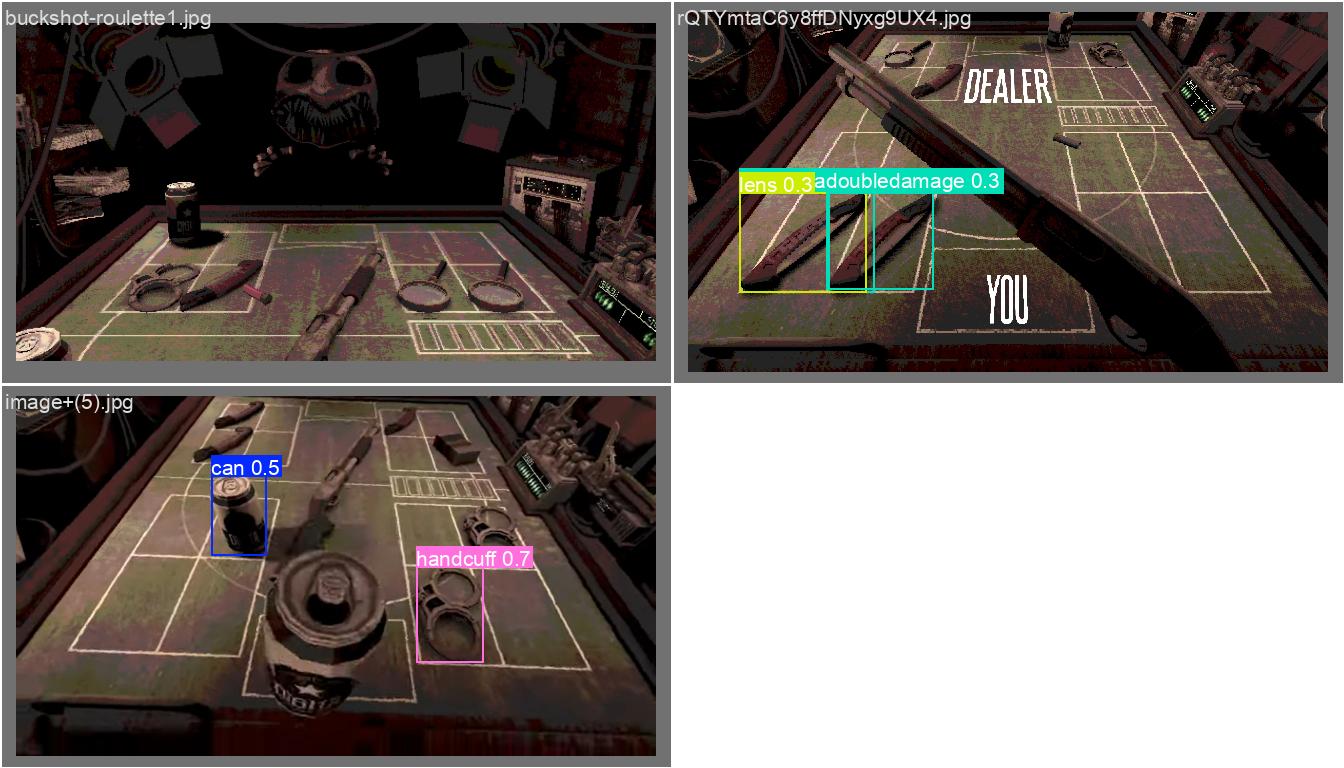 buckshot-roulette1.jpg
rQTYmtaC6y8ffDNyxg9UX4.jpg
DEALER
lens 0.3
adoubledamage 0.3
YOU
image+(5).jpg
can 0.5
handcuff 0.7